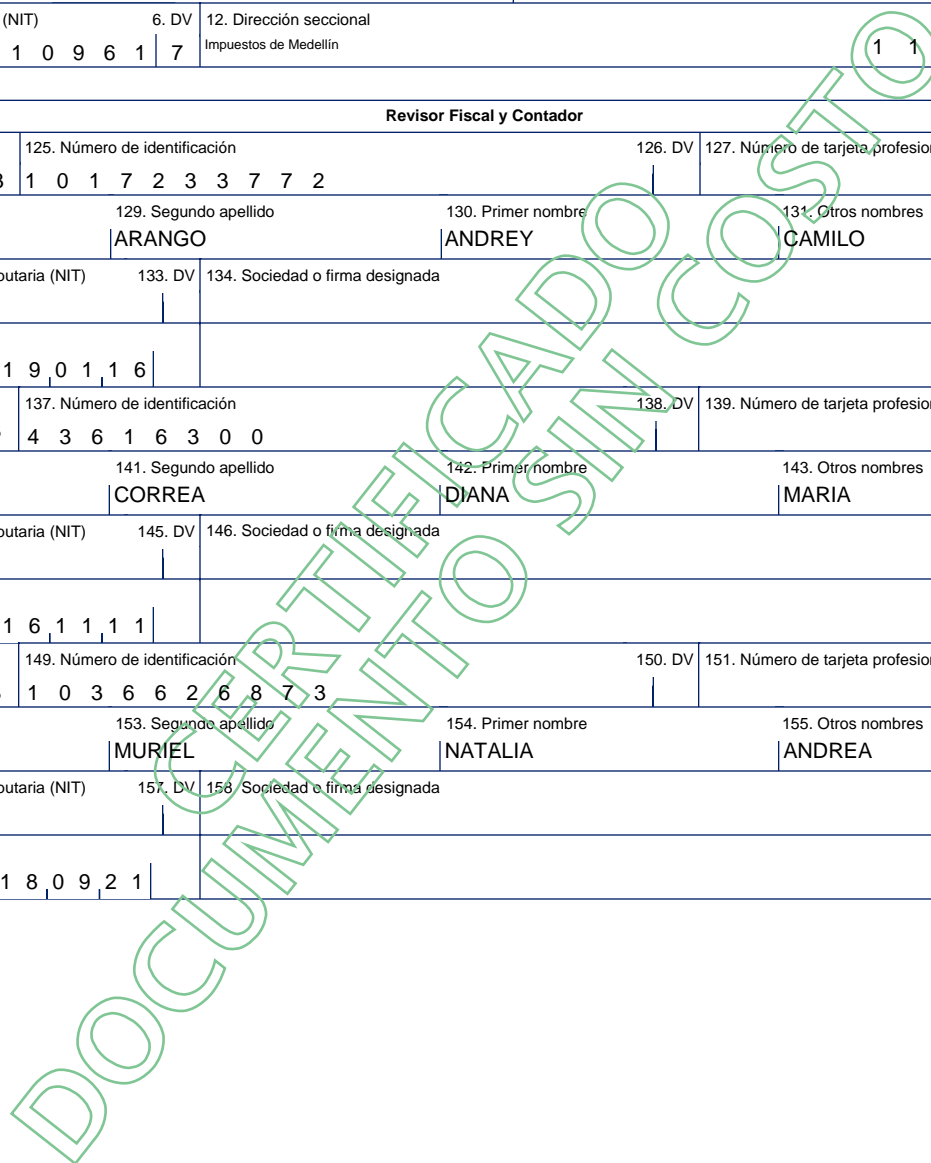 (NIT) 6. DV 12. Dirección seccional
1 0 9 6 1 7 Impuestos de Medellín 1 1
Revisor Fiscal y Contador
125. Número de identificación 126. DV 127. Número de tarjeta profesion
1 0 1 7 2 3 3 7 7 2
129. Segundo apellido 130. Primer nombre 131. Otros nombres
ARANGO ANDREY CAMILO
butaria (NIT) 133. DV 134. Sociedad o firma designada
1 9 0 1 1 6
137. Número de identificación 138. DV 139. Número de tarjeta profesion
4 3 6 1 6 3 0 0
141. Segundo apellido 142. Primer nombre 143. Otros nombres
CORREA DIANA MARIA
butaria (NIT) 145. DV 146. Sociedad o firma designada
1 6 1 1 1 1
149. Número de identificación 150. DV 151. Número de tarjeta profesion
1 0 3 6 6 2 6 8 7 3
153. Segundo apellido 154. Primer nombre 155. Otros nombres
MURIEL NATALIA ANDREA
butaria (NIT) 157. DV 158. Sociedad o firma designada
1 8 0 9 2 1
CERTIFICADO
DOCUMENTO SIN COSTO